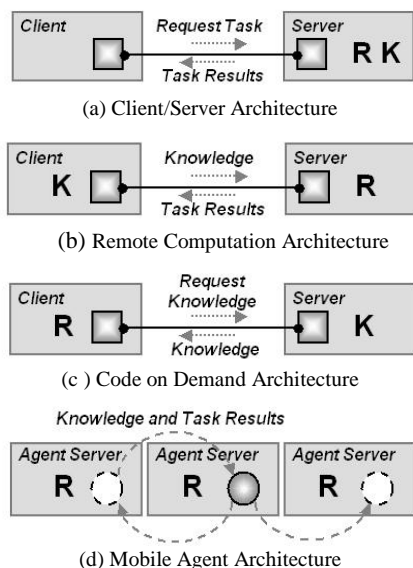 Client Request Task Server
R K
Task Results
(a) Client/Server Architecture
Client Knowledge Server
K R
Task Results
(b) Remote Computation Architecture
Request
Client Knowledge Server
R K
Knowledge
(c ) Code on Demand Architecture
Knowledge and Task Results
Agent Server Agent Server Agent Server
R R R
(d) Mobile Agent Architecture